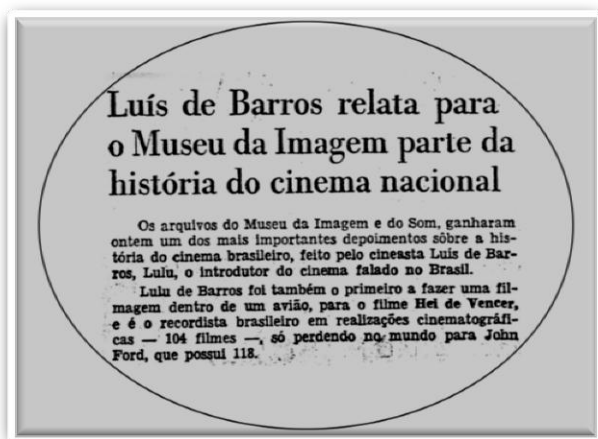 Luís de Barros relata para
o Museu da Imagem parte da
história do cinema nacional
Os arquivos do Museu da Imagem e do Som, ganharam
ontem um dos mais importantes depoimentos sôbre a his-
tória do cinema brasileiro, feito pelo cineasta Luis de Bar-
ros, Lulu, o introdutor do cinema falado no Brasil.
Lulu de Barros foi também o primeiro a fazer uma fil-
magem dentro de um avião, para o filme Hei de Vencer,
e é o recordista brasileiro em realizações cinematográfi-
cas — 104 filmes —, só perdendo no mundo para John
Ford, que possui 118.